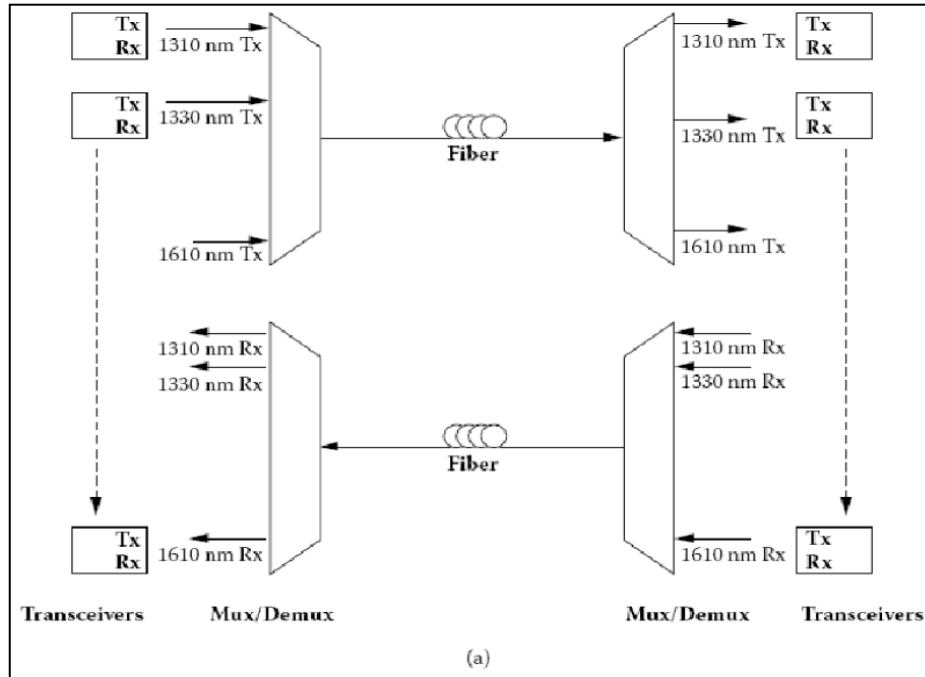 Tx
Rx
1310 nm Tx
1310 nm Tx
Tx
Rx
Tx
Rx
1330 nm Tx
1330 nm Tx
Tx
Rx
Fiber
1610 nm Tx
1610 nm Tx
1310 nm Rx
1310 nm Rx
1330 nm Rx
1330 nm Rx
Fiber
Tx
Rx
1610 nm Rx
1610 nm Rx
Tx
Rx
Transceivers
Mux/Demux
Mux/Demux
Transceivers
(a)